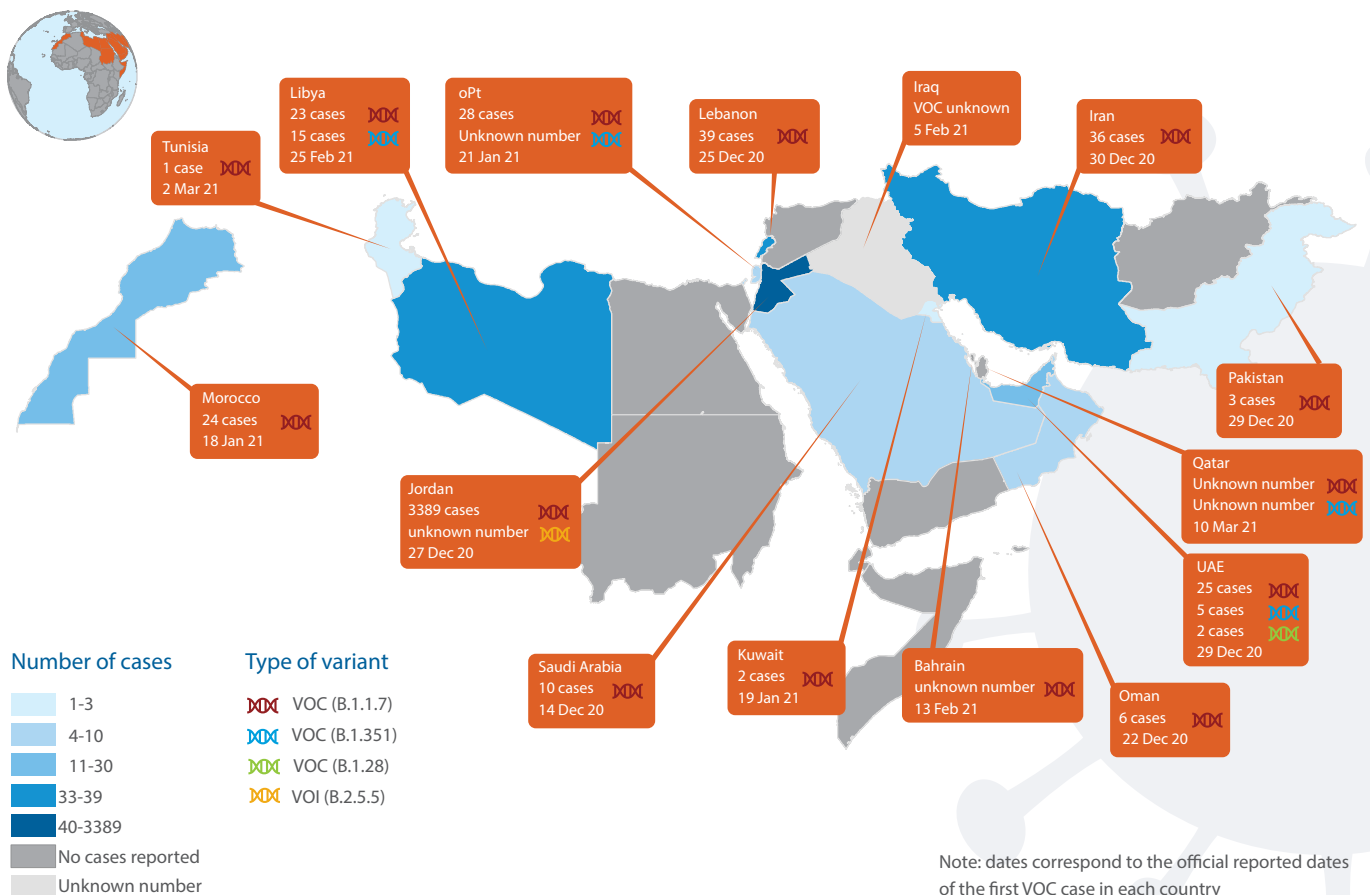 Tunisia
1 case
2 Mar 21
Libya
23 cases
15 cases
25 Feb 21
oPt
28 cases
Unknown number
21 Jan 21
Lebanon
39 cases
25 Dec 20
Iraq
VOC unknown
5 Feb 21
Iran
36 cases
30 Dec 20
Morocco
24 cases
18 Jan 21
Jordan
3389 cases
unknown number
27 Dec 20
Pakistan
3 cases
29 Dec 20
Qatar
Unknown number
Unknown number
10 Mar 21
UAE
25 cases
5 cases
2 cases
29 Dec 20
Saudi Arabia
10 cases
14 Dec 20
Kuwait
2 cases
19 Jan 21
Bahrain
unknown number
13 Feb 21
Oman
6 cases
22 Dec 20
Number of cases
1-3
4-10
11-30
33-39
40-3389
No cases reported
Unknown number
Type of variant
VOC (B.1.1.7)
VOC (B.1.351)
VOC (B.1.28)
VOI (B.2.5.5)
Note: dates correspond to the official reported dates
of the first VOC case in each country